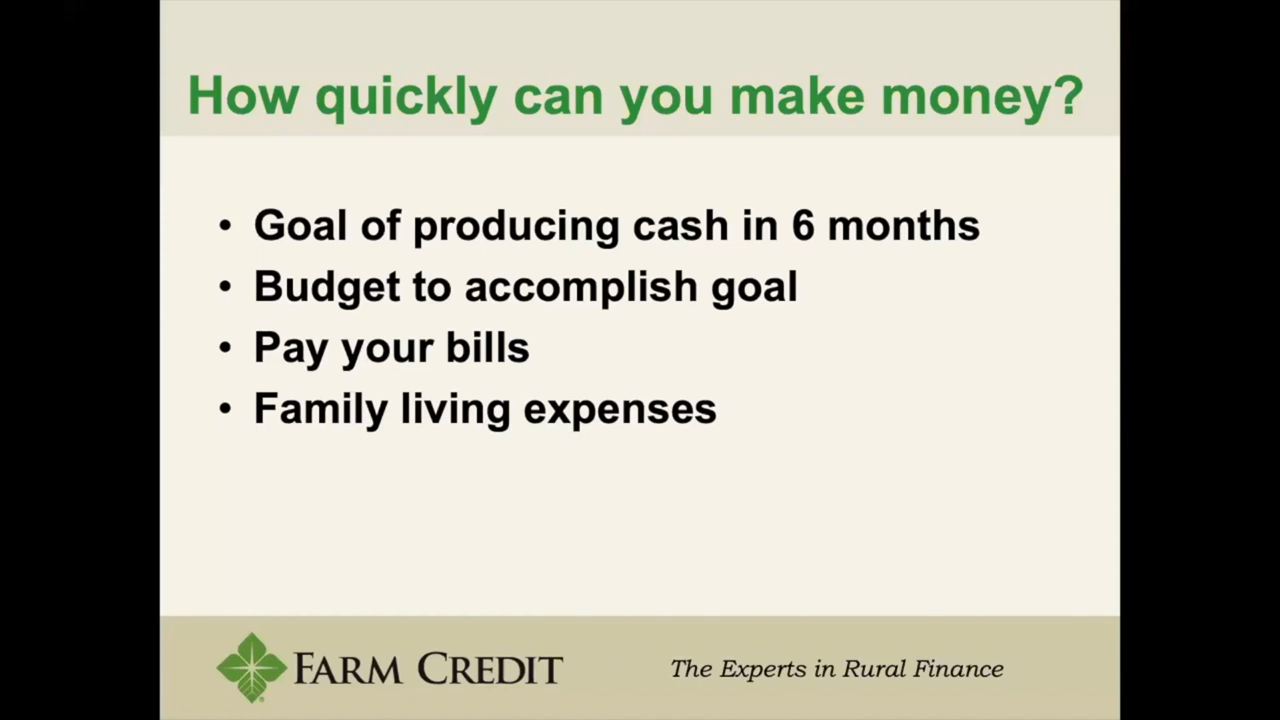 How quickly can you make money?
• Goal of producing cash in 6 months
• Budget to accomplish goal
• Pay your bills
• Family living expenses
FARM CREDIT
The Experts in Rural Finance